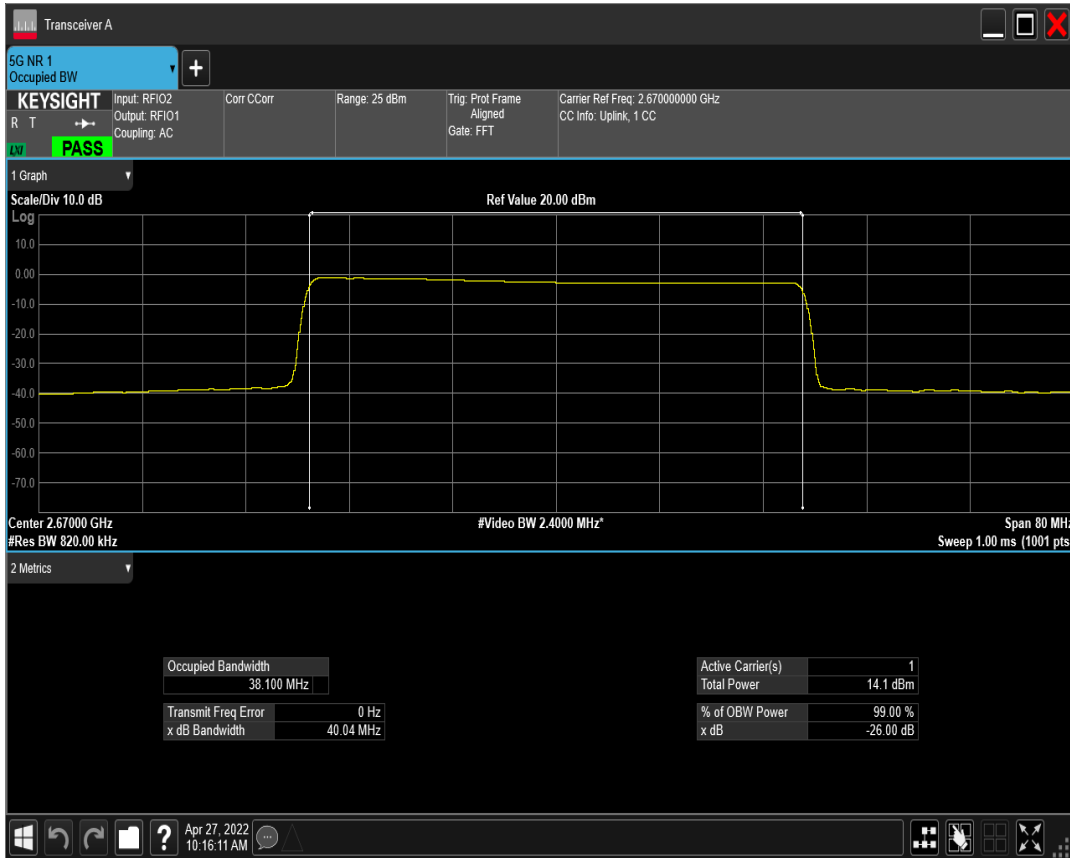 Transceiver A
5G NR 1
Occupied BW
+
KEYSIGHT
R T
LXI
PASS
Input: RFIO2
Output: RFIO1
Coupling: AC
Corr CCorr
Range: 25 dBm
Trig: Prot Frame
Aligned
Gate: FFT
Carrier Ref Freq: 2.670000000 GHz
CC Info: Uplink, 1 CC
1 Graph
Scale/Div 10.0 dB
Ref Value 20.00 dBm
Log
10.0
0.00
-10.0
-20.0
-30.0
-40.0
-50.0
-60.0
-70.0
Center 2.67000 GHz
#Video BW 2.4000 MHz*
Span 80 MHz
#Res BW 820.00 kHz
Sweep 1.00 ms (1001 pts
2 Metrics
Occupied Bandwidth
38.100 MHz
Transmit Freq Error 0 Hz
x dB Bandwidth 40.04 MHz
Active Carrier(s) 1
Total Power 14.1 dBm
% of OBW Power 99.00 %
x dB -26.00 dB
?
Apr 27, 2022
10:16:11 AM